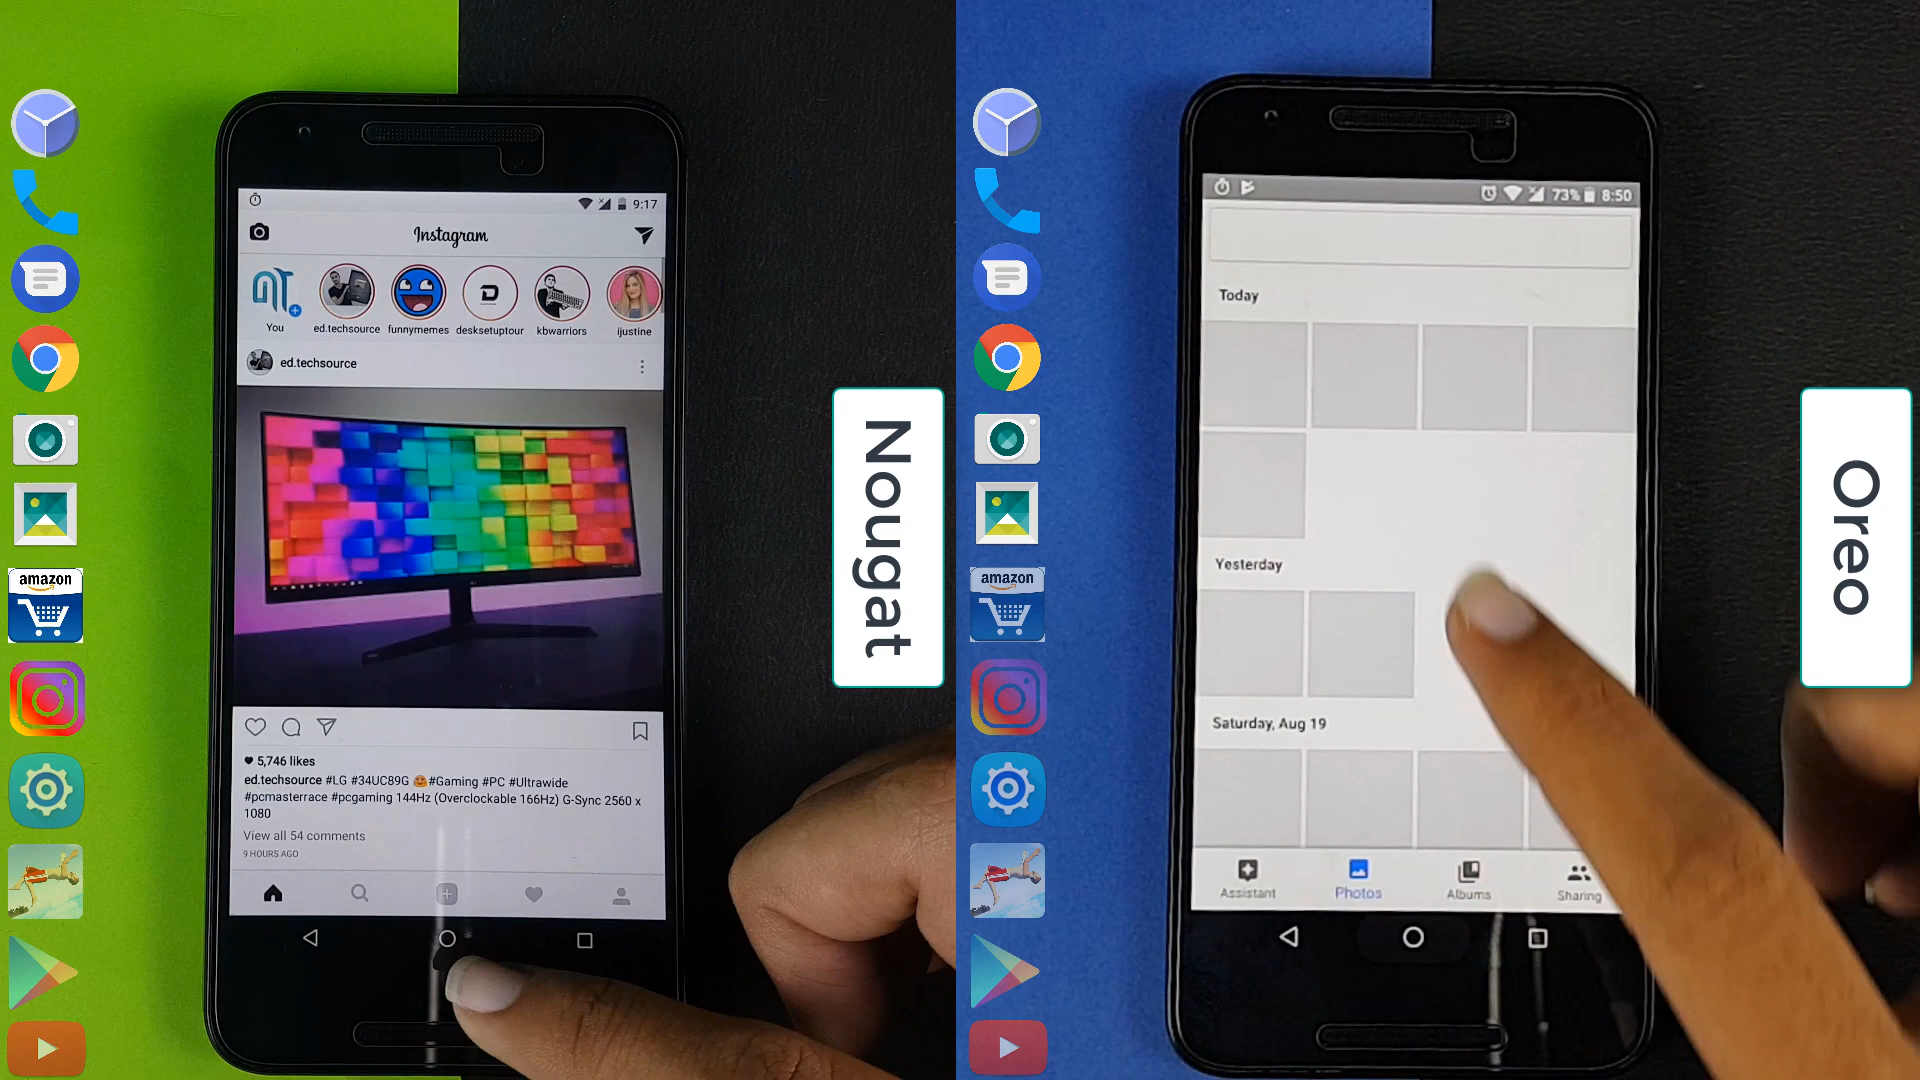 9:17
Instagram
You
ed.techsource
funnymemes
desksetuptour
kbwarriors
ijustine
ed.techsource
5,746 likes
ed.techsource #LG #34UC89G #Gaming #PC #Ultrawide
#pcmasterrace #pcgaming 144Hz (Overclockable 166Hz) G-Sync 2560 x
1080
View all 54 comments
9 HOURS AGO
amazon
Nougat
73% 8:50
Today
Yesterday
Saturday, Aug 19
Assistant
Photos
Albums
Sharing
amazon
Oreo